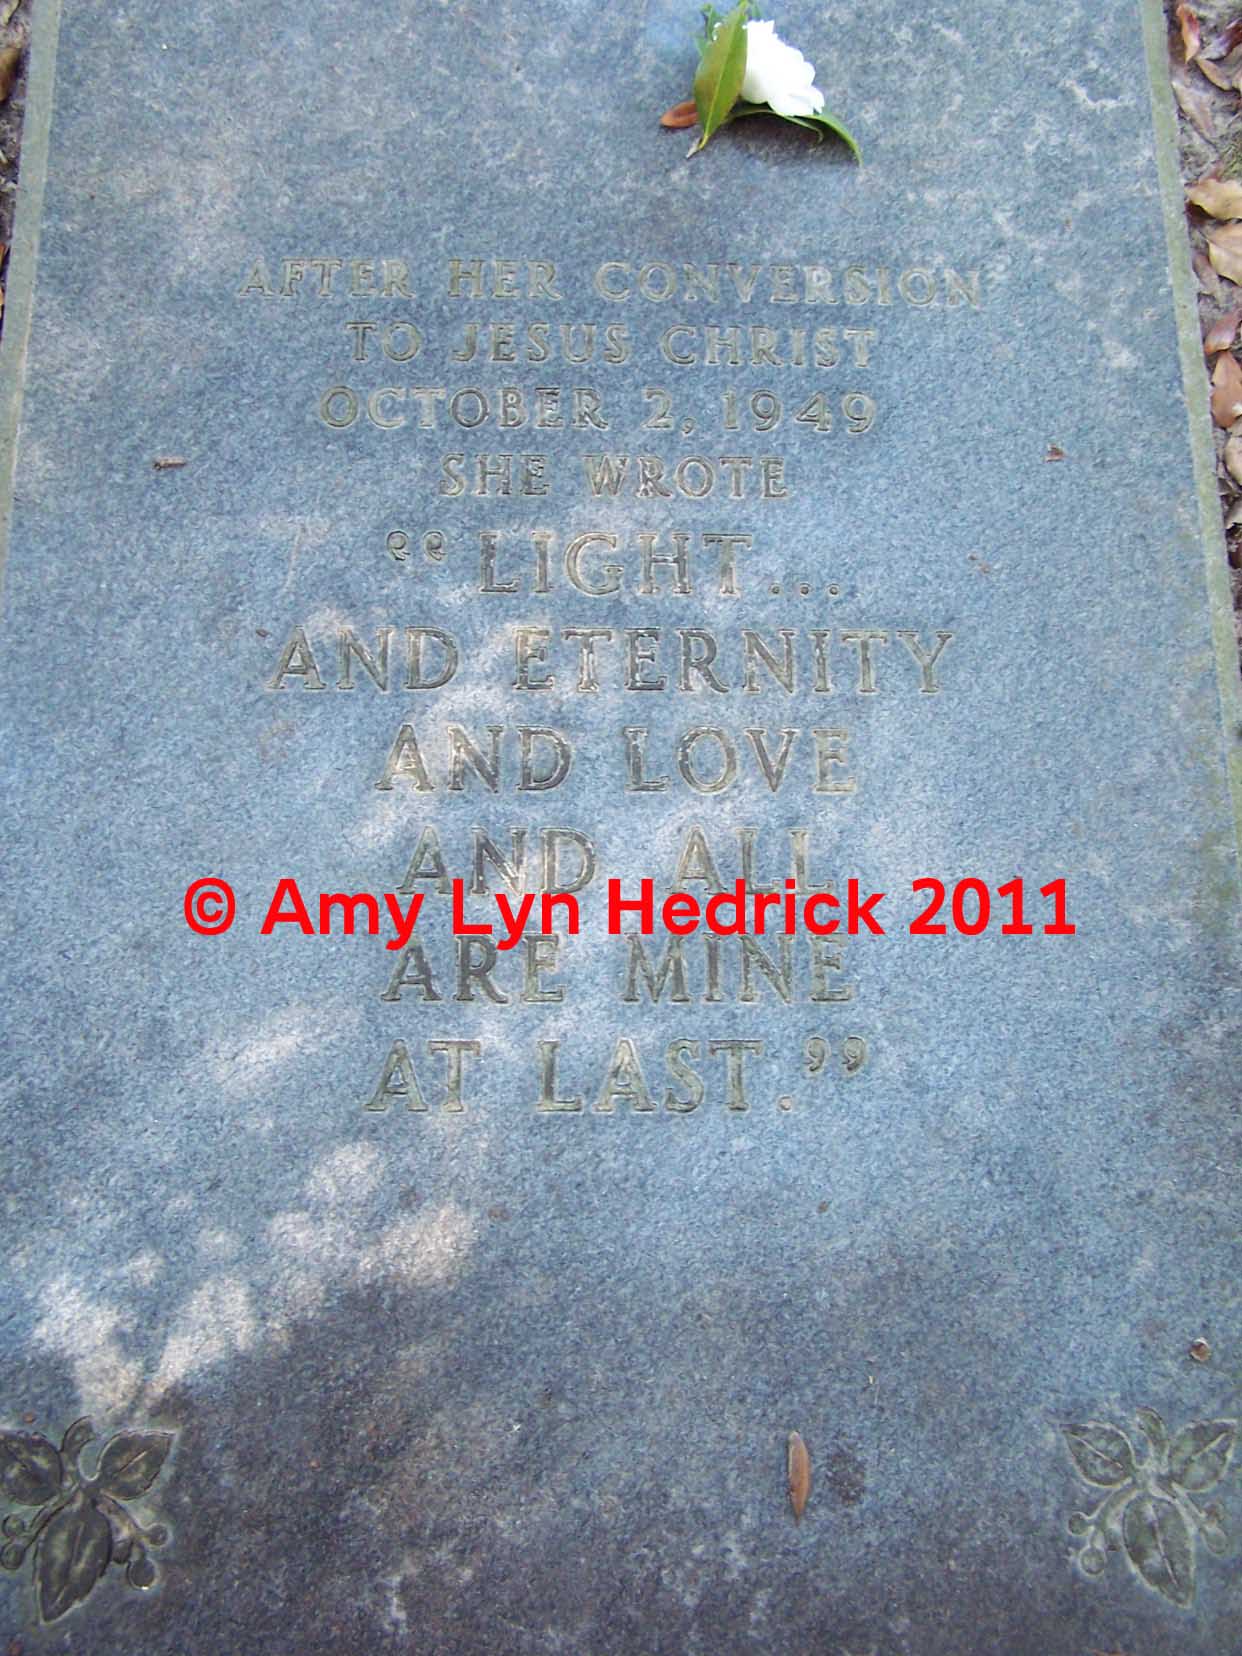 AFTER HER CONVERSION
TO JESUS CHRIST
OCTOBER 2, 1949
SHE WROTE
“LIGHT...
AND ETERNITY
AND LOVE
AND ALL
© Amy Lyn Hedrick 2011
ARE MINE
AT LAST.”